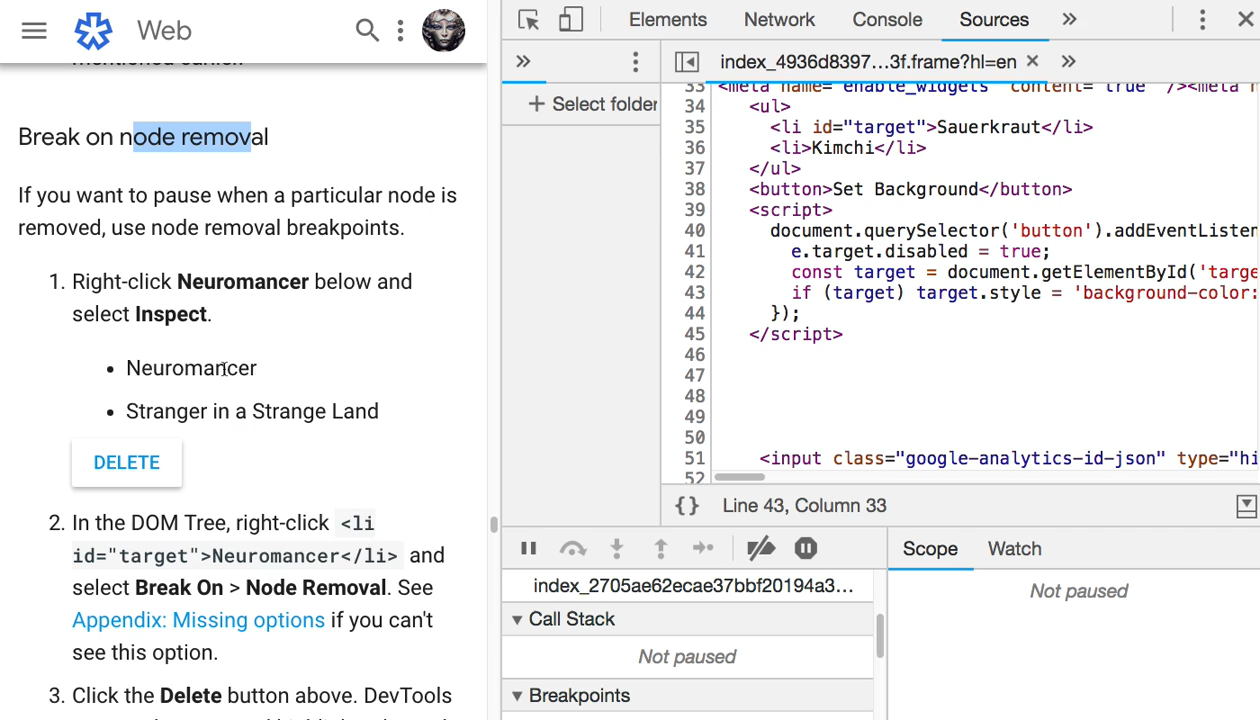 Web
mentioned earlier.
Break on node removal
If you want to pause when a particular node is
removed, use node removal breakpoints.
1. Right-click Neuromancer below and
select Inspect.
• Neuromancer
• Stranger in a Strange Land
DELETE
2. In the DOM Tree, right-click <li
id="target">Neuromancer</li> and
select Break On > Node Removal. See
Appendix: Missing options if you can't
see this option.
3. Click the Delete button above. DevTools
Elements Network Console Sources »
» index_4936d8397...3f.frame?hl=en × »
+ Select folder
33 <meta name="enable_widgets" content="true" /><meta n
34 <ul>
35 <li id="target">Sauerkraut</li>
36 <li>Kimchi</li>
37 </ul>
38 <button>Set Background</button>
39 <script>
40 document.querySelector('button').addEventListen
41 e.target.disabled = true;
42 const target = document.getElementById('targe
43 if (target) target.style = 'background-color:
44 });
45 </script>
46
47
48
49
50
51 <input class="google-analytics-id-json" type="hi
52
{} Line 43, Column 33
index_2705ae62ecae37bbf20194a3...
▼ Call Stack
Not paused
▼ Breakpoints
Scope Watch
Not paused